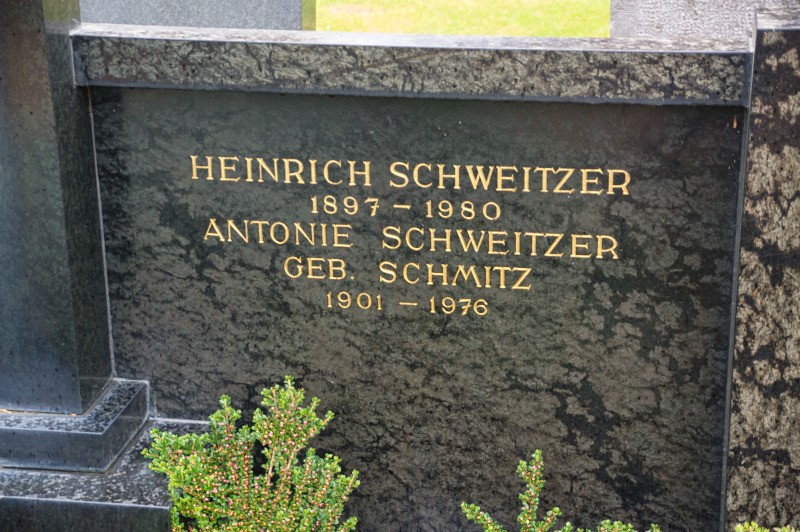 HEINRICH SCHWEITZER
1897 – 1980
ANTONIE SCHWEITZER
GEB. SCHMITZ
1901 – 1976